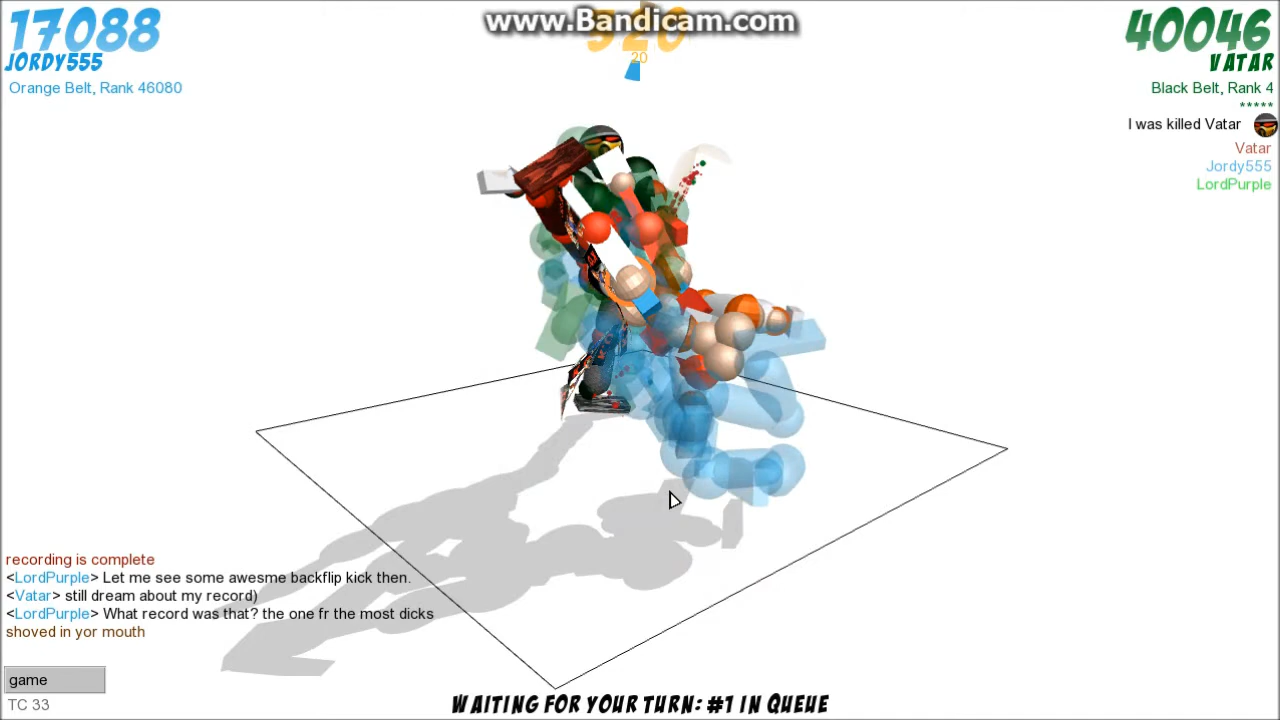 www.Bandicam.com
17088
JORDY555
Orange Belt, Rank 46080
520
20
40046
VATAR
Black Belt, Rank 4
*****
I was killed Vatar
Vatar
Jordy555
LordPurple
recording is complete
<LordPurple> Let me see some awesme backflip kick then.
<Vatar> still dream about my record)
<LordPurple> What record was that? the one fr the most dicks
shoved in yor mouth
game
TC 33
WAITING FOR YOUR TURN: #1 IN QUEUE